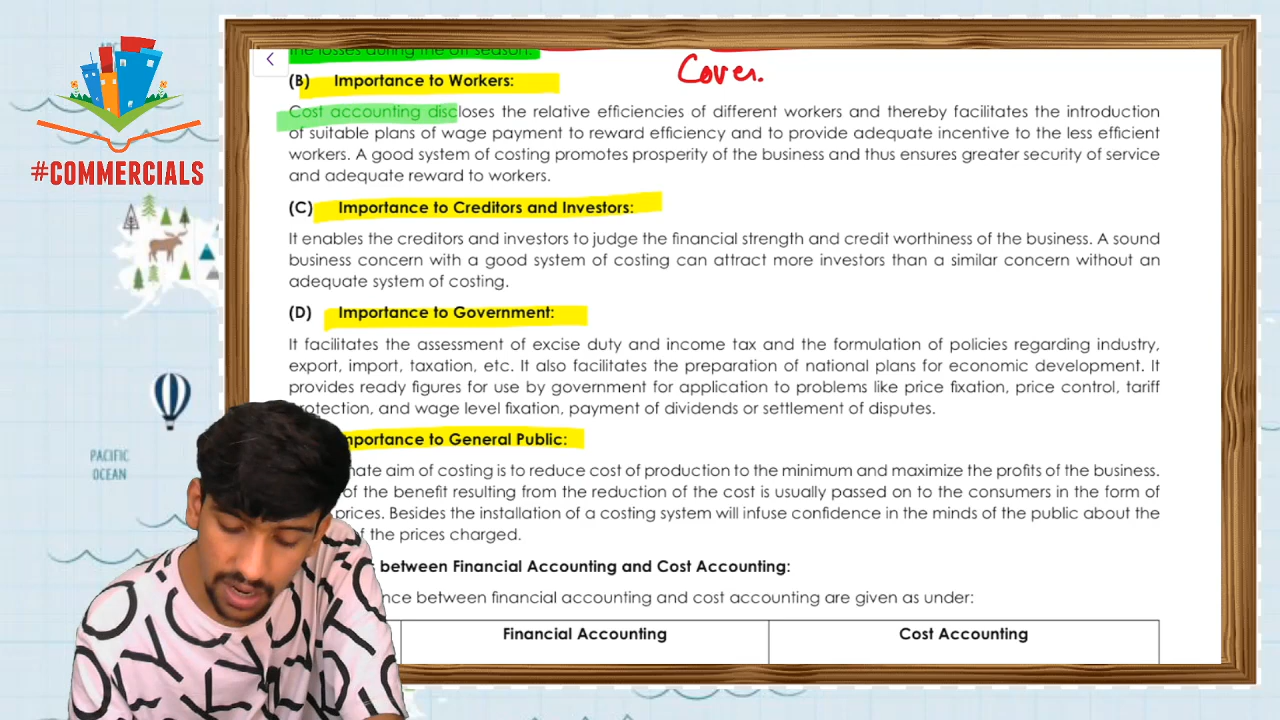 #COMMERCIALS
PACIFIC
OCEAN
the losses during the off season.
Cover.
(B) Importance to Workers:
Cost accounting discloses the relative efficiencies of different workers and thereby facilitates the introduction
of suitable plans of wage payment to reward efficiency and to provide adequate incentive to the less efficient
workers. A good system of costing promotes prosperity of the business and thus ensures greater security of service
and adequate reward to workers.
(C) Importance to Creditors and Investors:
It enables the creditors and investors to judge the financial strength and credit worthiness of the business. A sound
business concern with a good system of costing can attract more investors than a similar concern without an
adequate system of costing.
(D) Importance to Government:
It facilitates the assessment of excise duty and income tax and the formulation of policies regarding industry,
export, import, taxation, etc. It also facilitates the preparation of national plans for economic development. It
provides ready figures for use by government for application to problems like price fixation, price control, tariff
rotection, and wage level fixation, payment of dividends or settlement of disputes.
mportance to General Public:
mate aim of costing is to reduce cost of production to the minimum and maximize the profits of the business.
of the benefit resulting from the reduction of the cost is usually passed on to the consumers in the form of
prices. Besides the installation of a costing system will infuse confidence in the minds of the public about the
f the prices charged.
between Financial Accounting and Cost Accounting:
nce between financial accounting and cost accounting are given as under:
Financial Accounting Cost Accounting